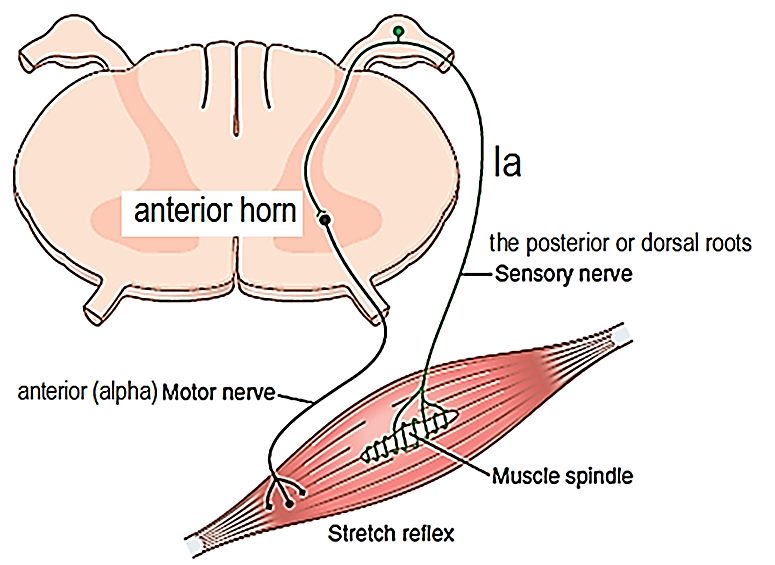 Ia
anterior horn
the posterior or dorsal roots
Sensory nerve
anterior (alpha) Motor nerve
Muscle spindle
Stretch reflex